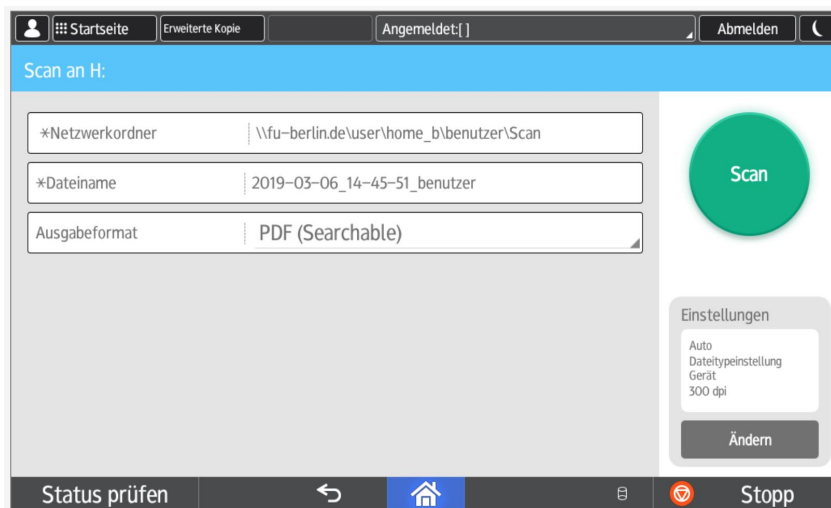 Startseite
Erweiterte Kopie
Angemeldet:[ ]
Abmelden
Scan an H:
*Netzwerkordner \\fu-berlin.de\user\home_b\benutzer\Scan
*Dateiname 2019-03-06_14-45-51_benutzer
Ausgabeformat PDF (Searchable)
Scan
Einstellungen
Auto
Dateitypeinstellung
Gerät
300 dpi
Ändern
Status prüfen
Stopp